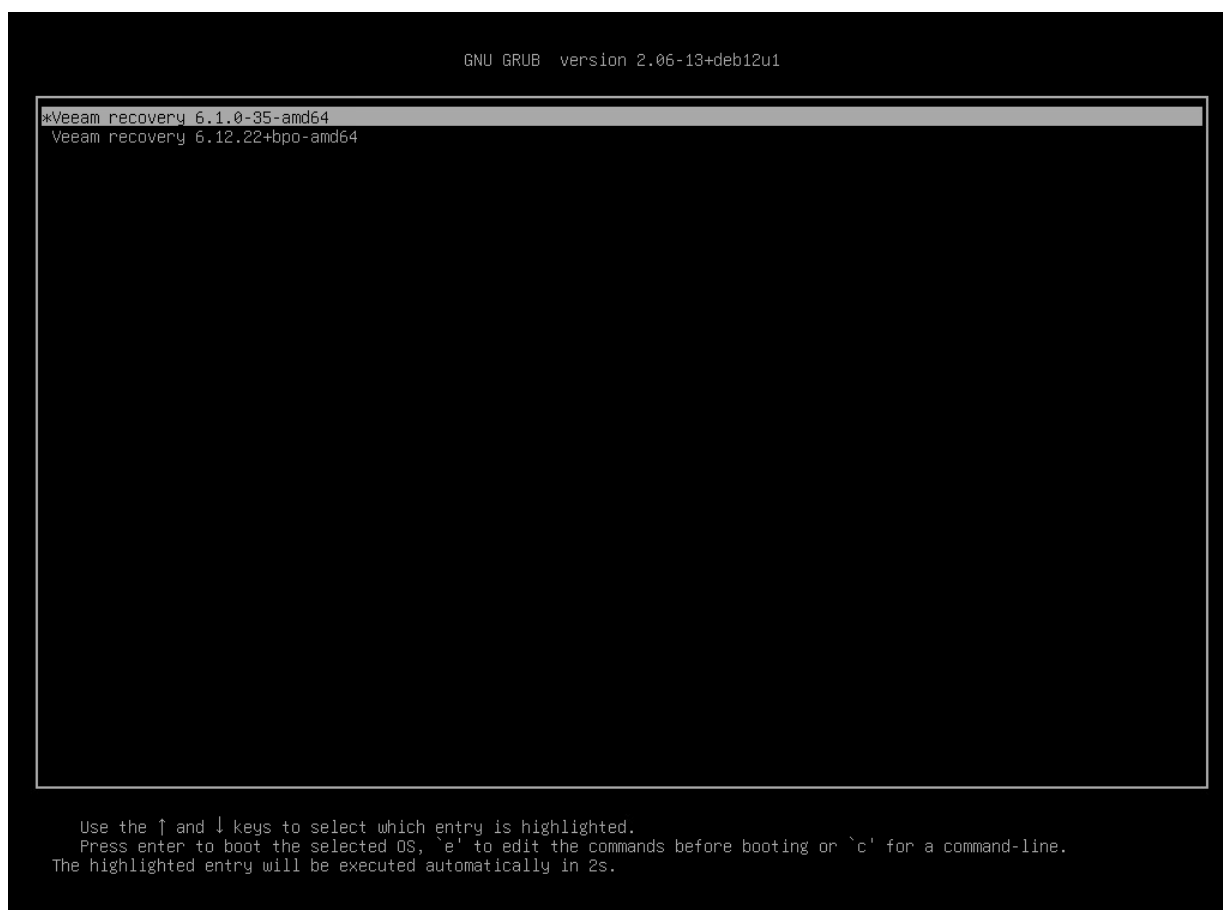 GNU GRUB  version 2.06-13+deb12u1
*Veeam recovery 6.1.0-35-amd64
Veeam recovery 6.12.22+bpo-amd64
Use the ↑ and ↓ keys to select which entry is highlighted.
Press enter to boot the selected OS, `e' to edit the commands before booting or `c' for a command-line.
The highlighted entry will be executed automatically in 2s.